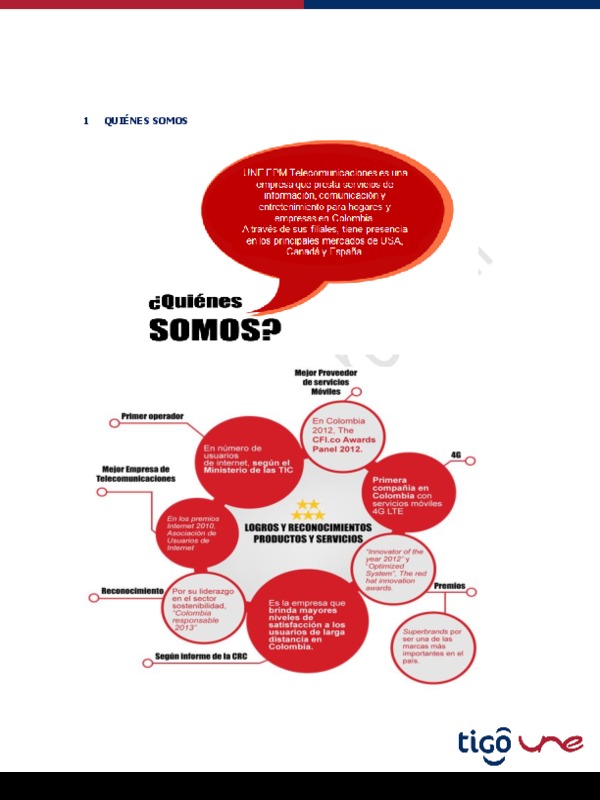 1 QUIÉNES SOMOS
UNE EPM Telecomunicaciones es una
empresa que presta servicios de
información, comunicación y
entretenimiento para hogares y
empresas en Colombia
A través de sus filiales, tiene presencia
en los principales mercados de USA,
Canadá y España
¿Quiénes
SOMOS?
Mejor Proveedor
de servicios
Móviles
Primer operador
En Colombia
2012, The
CFI.co Awards
Panel 2012.
En número de
usuarios
de internet, según el
Ministerio de las TIC
4G
Primera
compañía en
Colombia con
servicios móviles
4G LTE
Mejor Empresa de
Telecomunicaciones
En los premios
Internet 2010,
Asociación de
Usuarios de
Internet
LOGROS Y RECONOCIMIENTOS
PRODUCTOS Y SERVICIOS
"Innovator of the
year 2012" y
"Optimized
System", The red
hat innovation
awards.
Premios
Reconocimiento
Por su liderazgo
en el sector
sostenibilidad,
"Colombia
responsable
2013"
Es la empresa que
brinda mayores
niveles de
satisfacción a los
usuarios de larga
distancia en
Colombia.
Superbrands por
ser una de las
marcas más
importantes en el
país.
Según informe de la CRC
tigo une